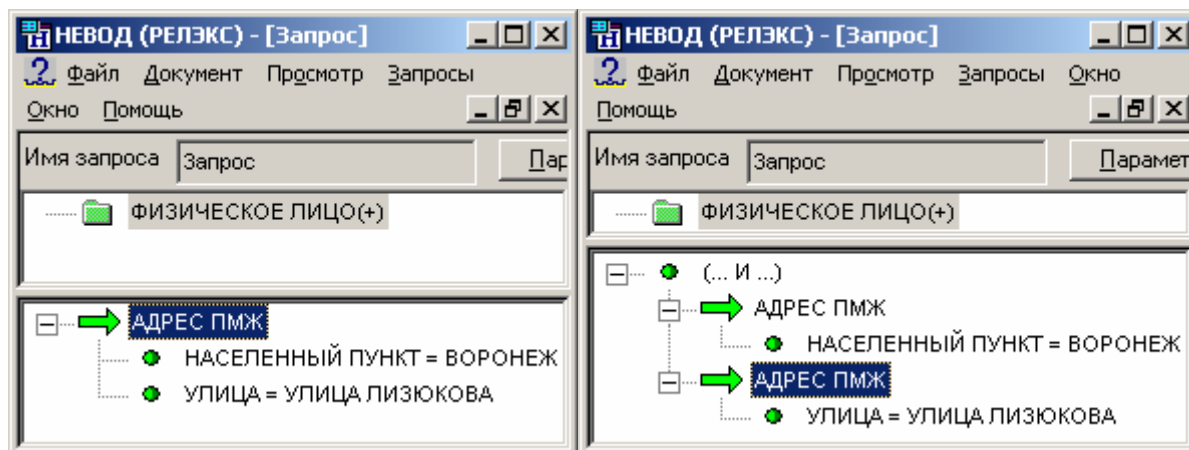 НЕВОД (РЕЛЭКС) - [Запрос]
Файл Документ Просмотр Запросы
Окно Помощь
Имя запроса Запрос Пар
ФИЗИЧЕСКОЕ ЛИЦО(+)
АДРЕС ПМЖ
НАСЕЛЕННЫЙ ПУНКТ = ВОРОНЕЖ
УЛИЦА = УЛИЦА ЛИЗЮКОВА
НЕВОД (РЕЛЭКС) - [Запрос]
Файл Документ Просмотр Запросы Окно
Помощь
Имя запроса Запрос Парамет
ФИЗИЧЕСКОЕ ЛИЦО(+)
(... И ...)
АДРЕС ПМЖ
НАСЕЛЕННЫЙ ПУНКТ = ВОРОНЕЖ
АДРЕС ПМЖ
УЛИЦА = УЛИЦА ЛИЗЮКОВА